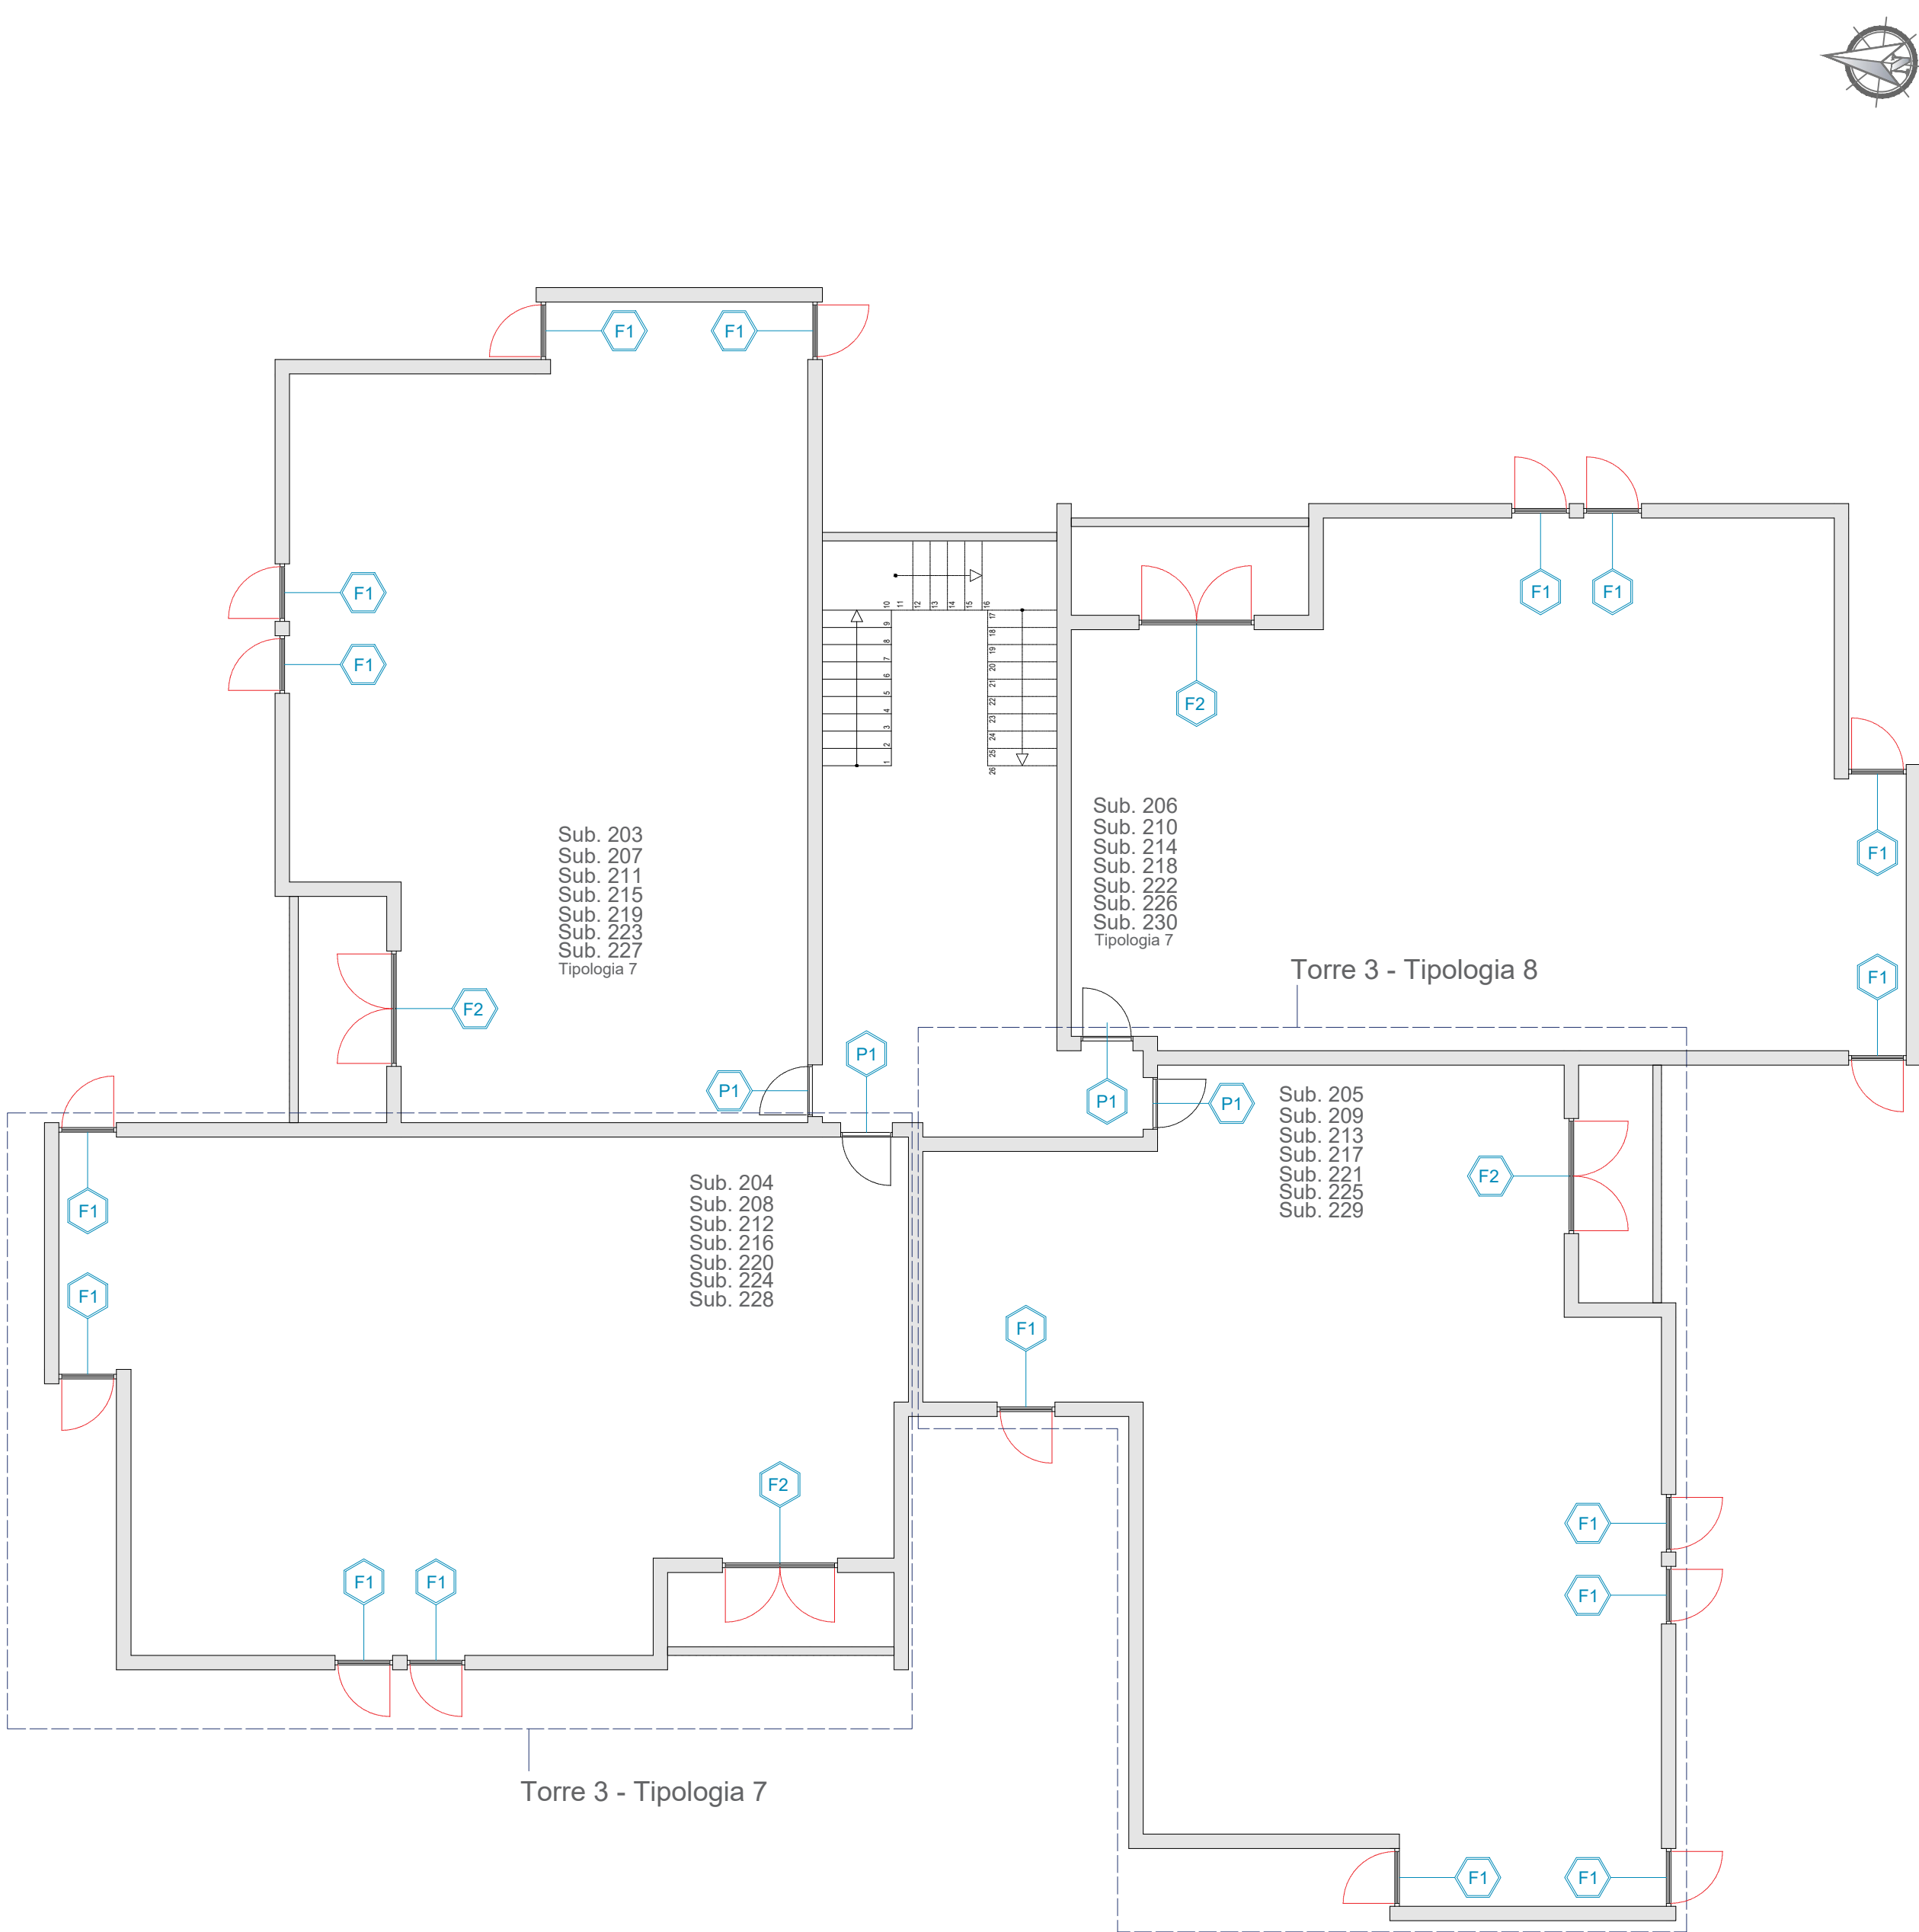 F1
F1
F1
F1
F1
F1
F2
10
11
12
13
14
15
16
17
9
8
7
6
5
4
3
2
1
18
19
20
21
22
23
24
25
26
F2
F1
F1
Sub. 203
Sub. 207
Sub. 211
Sub. 215
Sub. 219
Sub. 223
Sub. 227
Tipologia 7
Sub. 206
Sub. 210
Sub. 214
Sub. 218
Sub. 222
Sub. 226
Sub. 230
Tipologia 7
Torre 3 - Tipologia 8
P1
P1
P1
P1
Sub. 205
Sub. 209
Sub. 213
Sub. 217
Sub. 221
Sub. 225
Sub. 229
F2
F1
F1
Sub. 204
Sub. 208
Sub. 212
Sub. 216
Sub. 220
Sub. 224
Sub. 228
F1
F2
F1
F1
F1
F1
Torre 3 - Tipologia 7
F1
F1